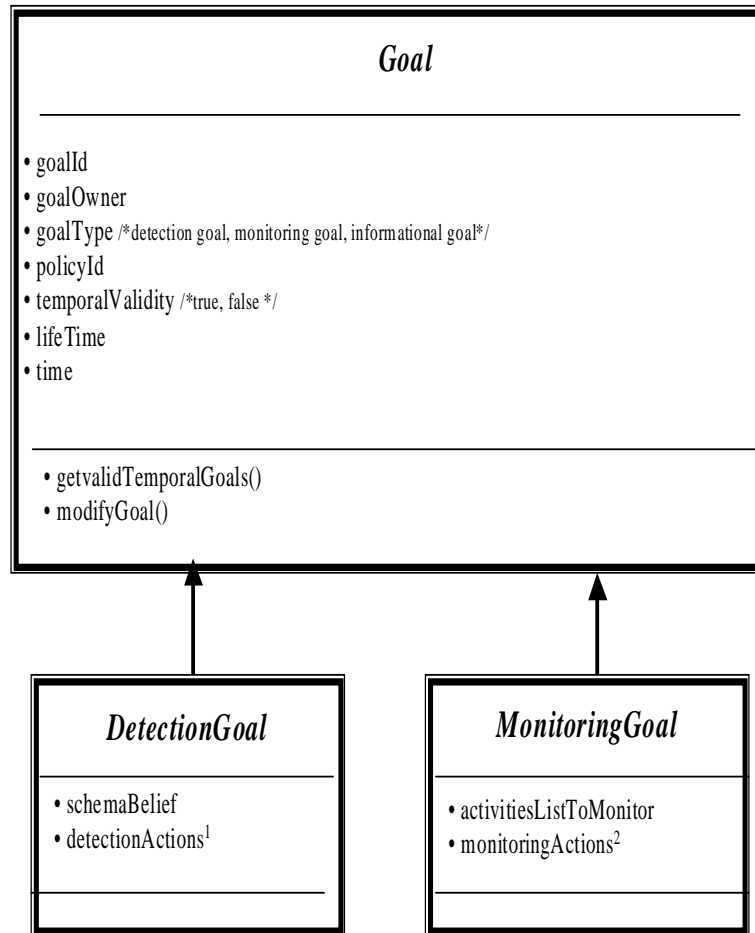 Goal
• goalId
• goalOwner
• goalType /*detection goal, monitoring goal, informational goal*/
• policyId
• temporalValidity /*true, false */
• lifeTime
• time
• getvalidTemporalGoals()
• modifyGoal()
DetectionGoal
• schemaBelief
• detectionActions¹
MonitoringGoal
• activitiesListToMonitor
• monitoringActions²